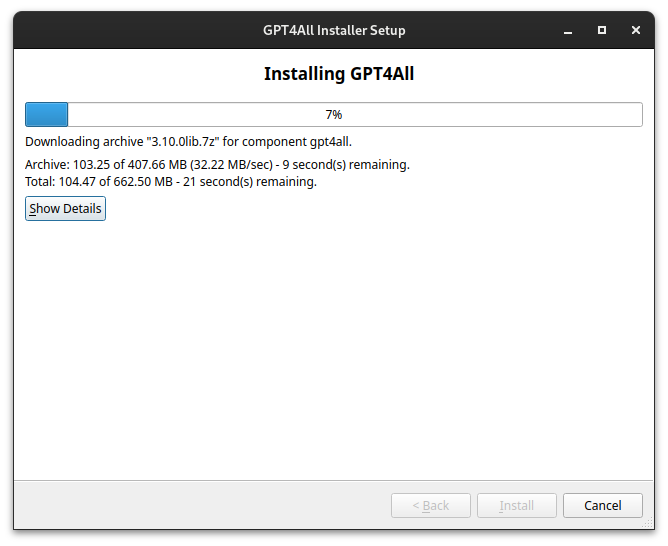 GPT4All Installer Setup
Installing GPT4All
7%
Downloading archive "3.10.0lib.7z" for component gpt4all.
Archive: 103.25 of 407.66 MB (32.22 MB/sec) - 9 second(s) remaining.
Total: 104.47 of 662.50 MB - 21 second(s) remaining.
Show Details
< Back
Install
Cancel